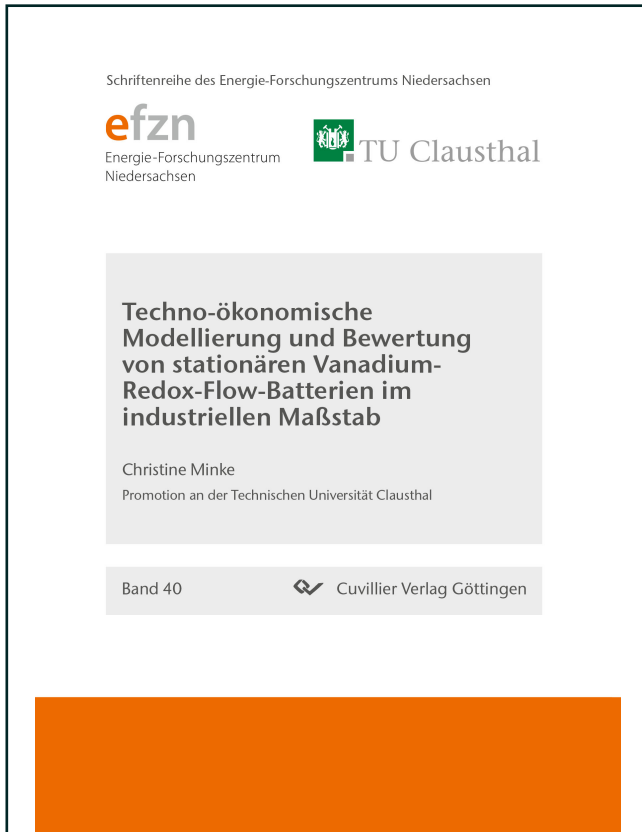 Schriftenreihe des Energie-Forschungszentrums Niedersachsen
efzn
Energie-Forschungszentrum
Niedersachsen
TU Clausthal
Techno-ökonomische
Modellierung und Bewertung
von stationären Vanadium-
Redox-Flow-Batterien im
industriellen Maßstab
Christine Minke
Promotion an der Technischen Universität Clausthal
Band 40
Cuvillier Verlag Göttingen